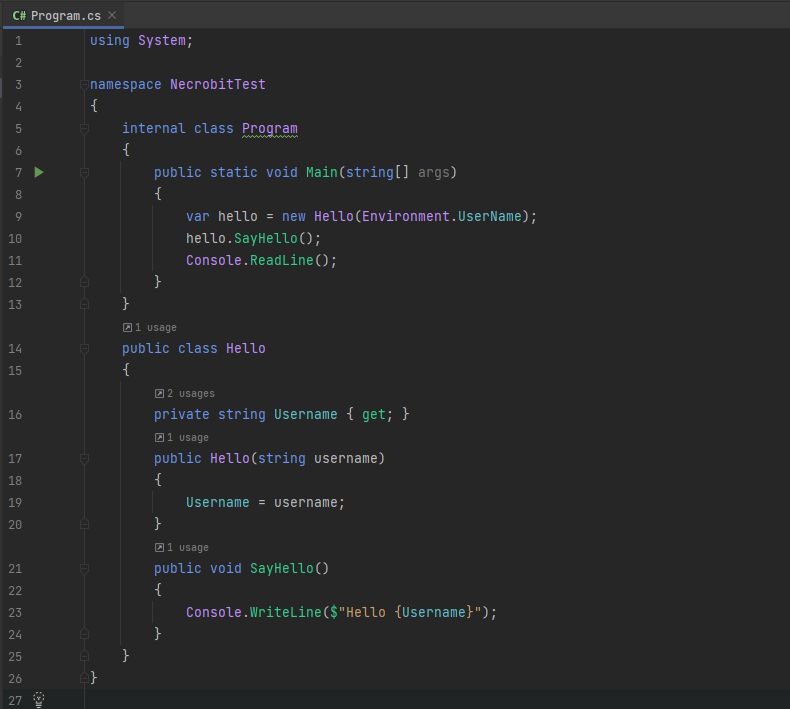 C# Program.cs ×
1 using System;
2
3 namespace NecrobitTest
4 {
5 internal class Program
6 {
7 public static void Main(string[] args)
8 {
9 var hello = new Hello(Environment.UserName);
10 hello.SayHello();
11 Console.ReadLine();
12 }
13 }
1 usage
14 public class Hello
15 {
2 usages
16 private string Username { get; }
1 usage
17 public Hello(string username)
18 {
19 Username = username;
20 }
1 usage
21 public void SayHello()
22 {
23 Console.WriteLine($"Hello {Username}");
24 }
25 }
26 }
27